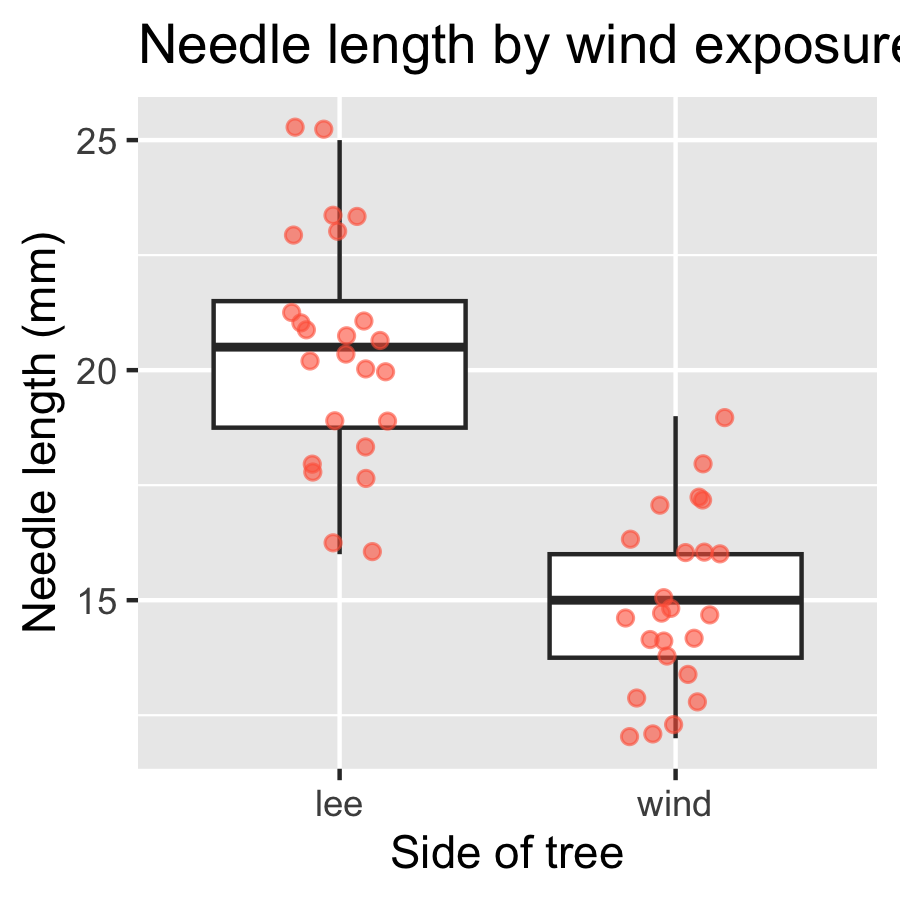 Needle length by wind exposure
Needle length (mm)
25
20
15
lee
wind
Side of tree